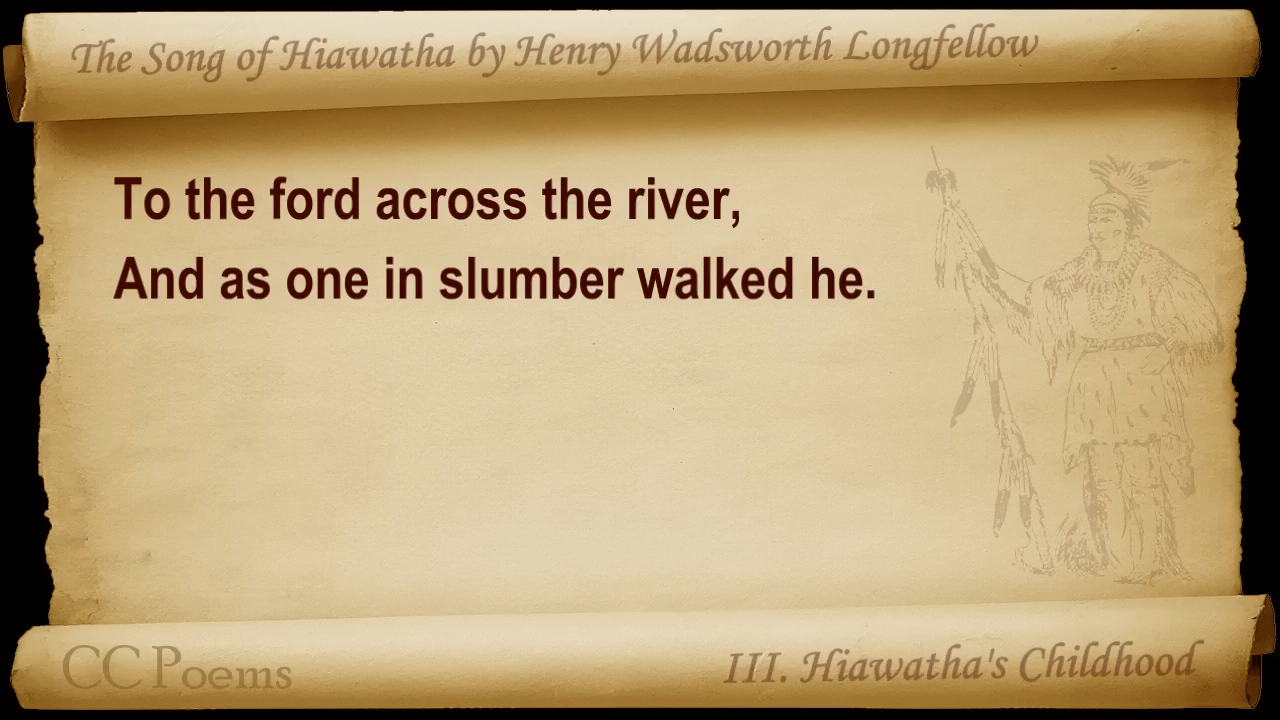 The Song of Hiawatha by Henry Wadsworth Longfellow
To the ford across the river,
And as one in slumber walked he.
CC Poems
III. Hiawatha's Childhood